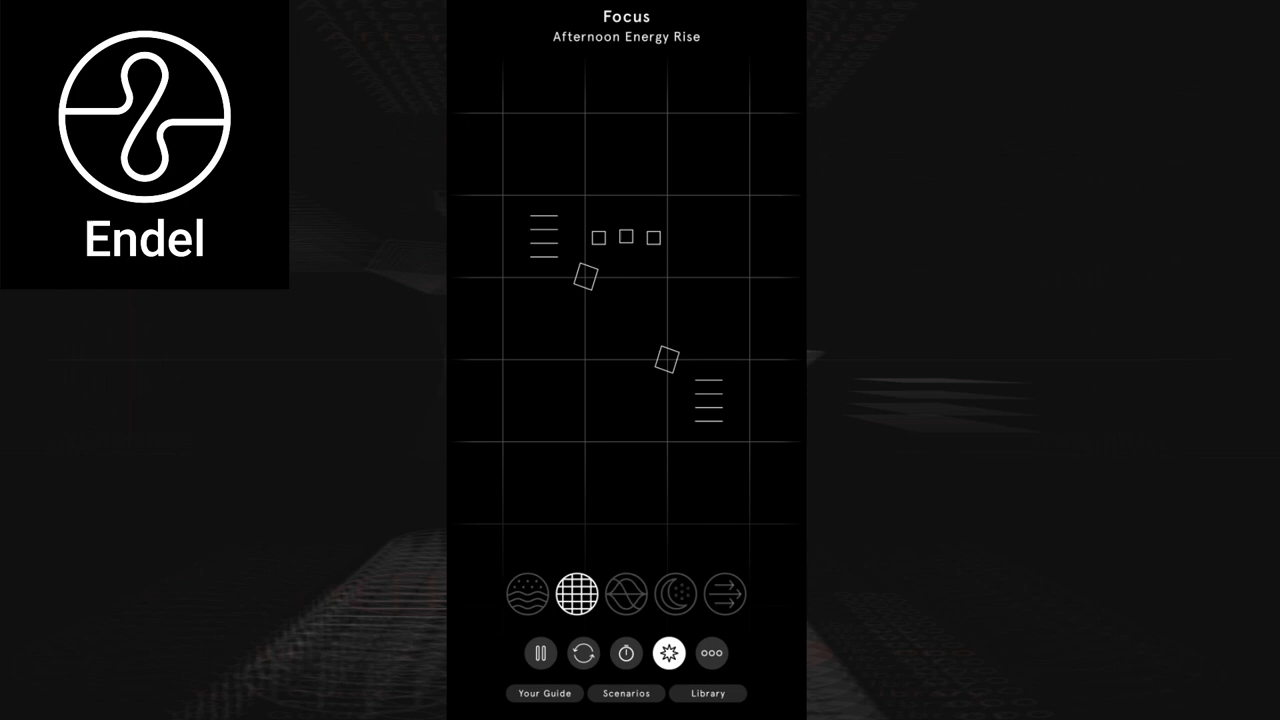 Endel
Focus
Afternoon Energy Rise
Your Guide
Scenarios
Library